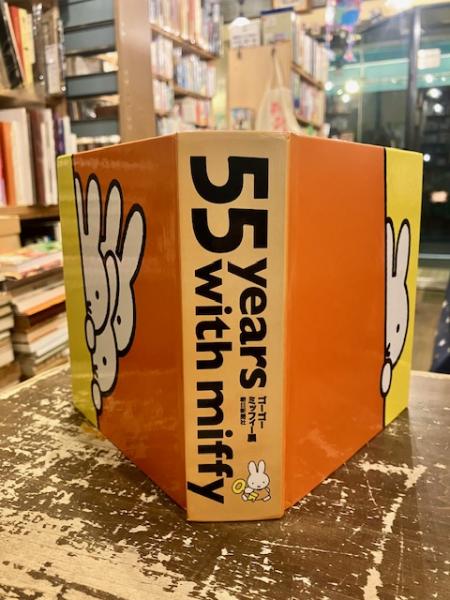 55 years
with miffy
ゴーゴー
ミッフィー展
朝日新聞社